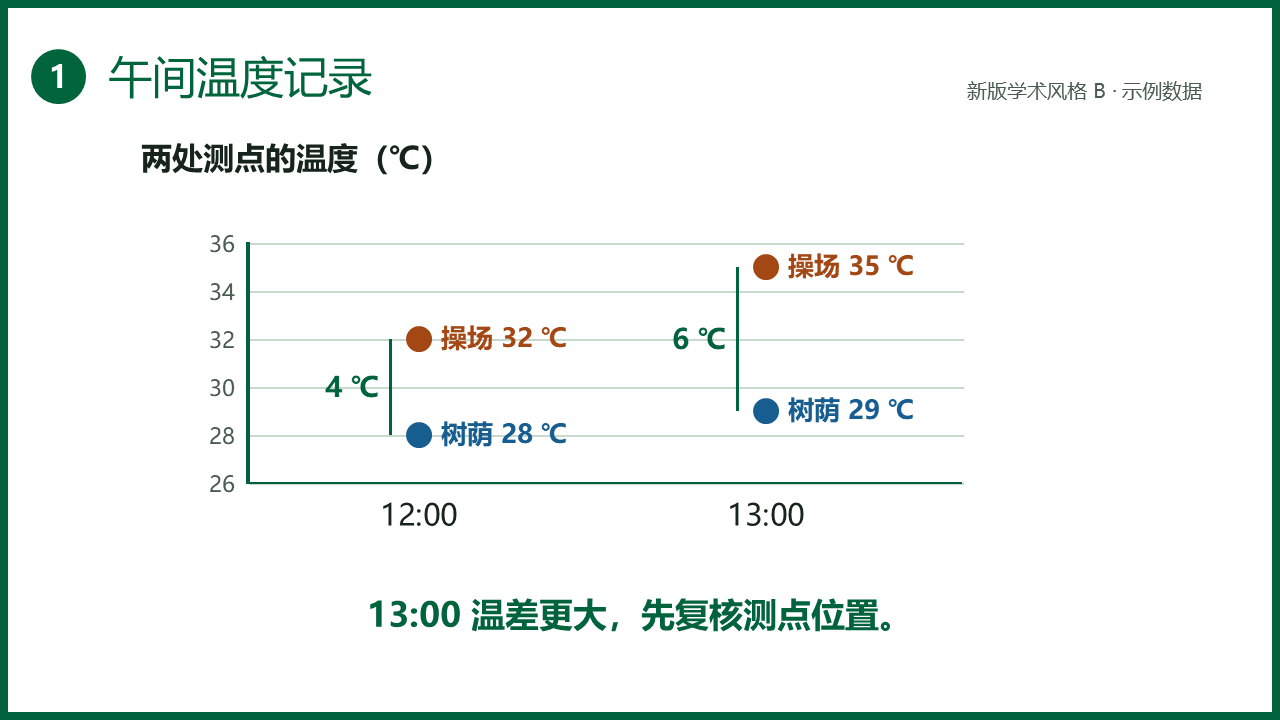 1 午间温度记录
新版学术风格 B · 示例数据
两处测点的温度（℃）
36
操场 35 ℃
34
32
操场 32 ℃
6 ℃
30
4 ℃
树荫 29 ℃
28
树荫 28 ℃
26
12:00 13:00
13:00 温差更大，先复核测点位置。